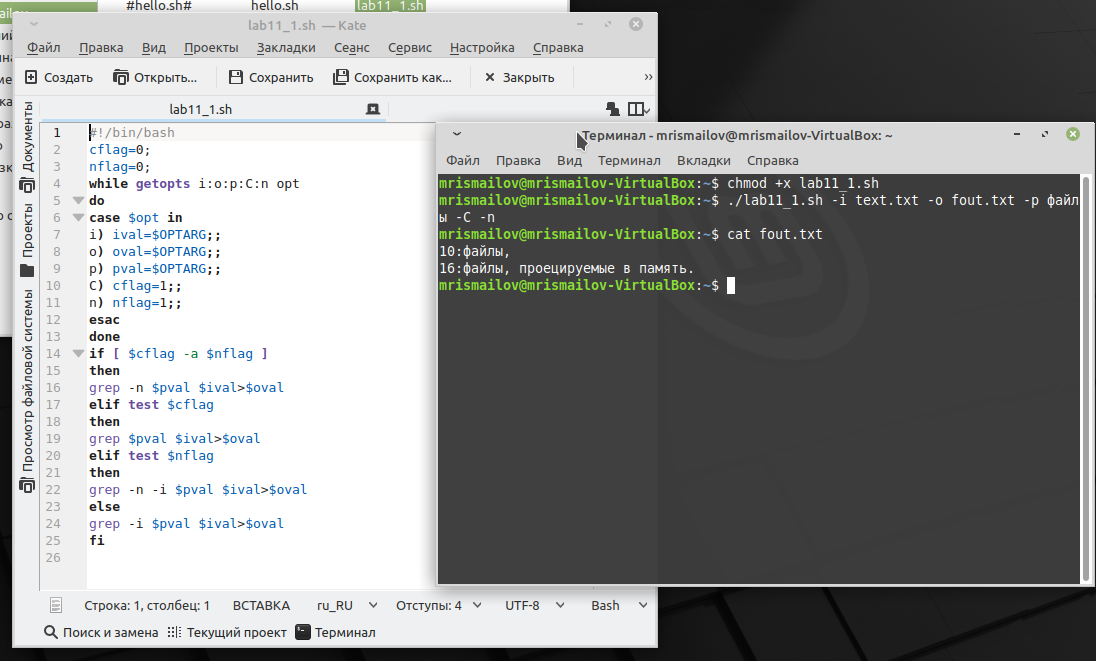 #hello.sh#
hello.sh
lab11_1.sh
lab11_1.sh — Kate
Файл Правка Вид Проекты Закладки Сеанс Сервис Настройка Справка
Создать Открыть... Сохранить Сохранить как... Закрыть »
lab11_1.sh
Документы
Проекты
Просмотр файловой системы
1 #!/bin/bash
2 cflag=0;
3 nflag=0;
4 while getopts i:o:p:C:n opt
5 do
6 case $opt in
7 i) ival=$OPTARG;;
8 o) oval=$OPTARG;;
9 p) pval=$OPTARG;;
10 C) cflag=1;;
11 n) nflag=1;;
12 esac
13 done
14 if [ $cflag -a $nflag ]
15 then
16 grep -n $pval $ival>$oval
17 elif test $cflag
18 then
19 grep $pval $ival>$oval
20 elif test $nflag
21 then
22 grep -n -i $pval $ival>$oval
23 else
24 grep -i $pval $ival>$oval
25 fi
26
Строка: 1, столбец: 1 ВСТАВКА ru_RU Отступы: 4 UTF-8 Bash
Поиск и замена Текущий проект Терминал
Терминал - mrismailov@mrismailov-VirtualBox: ~
Файл Правка Вид Терминал Вкладки Справка
mrismailov@mrismailov-VirtualBox:~$ chmod +x lab11_1.sh
mrismailov@mrismailov-VirtualBox:~$ ./lab11_1.sh -i text.txt -o fout.txt -p файл
ы -C -n
mrismailov@mrismailov-VirtualBox:~$ cat fout.txt
10:файлы,
16:файлы, проецируемые в память.
mrismailov@mrismailov-VirtualBox:~$